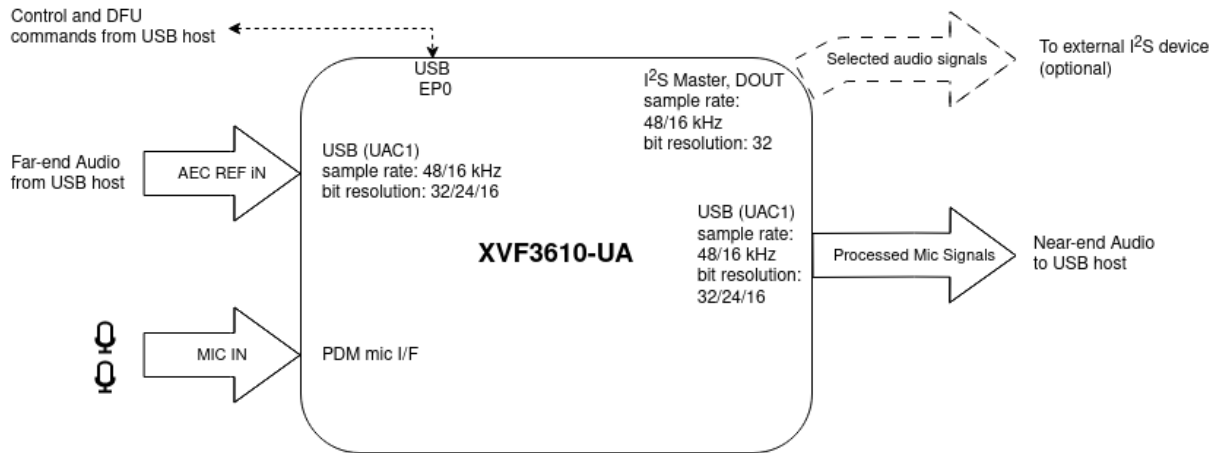 Control and DFU
commands from USB host
USB
EP0
I²S Master, DOUT
sample rate:
48/16 kHz
bit resolution: 32
Selected audio signals
To external I²S device
(optional)
Far-end Audio
from USB host
AEC REF iN
USB (UAC1)
sample rate: 48/16 kHz
bit resolution: 32/24/16
XVF3610-UA
USB (UAC1)
sample rate:
48/16 kHz
bit resolution:
32/24/16
Processed Mic Signals
Near-end Audio
to USB host
MIC IN
PDM mic I/F